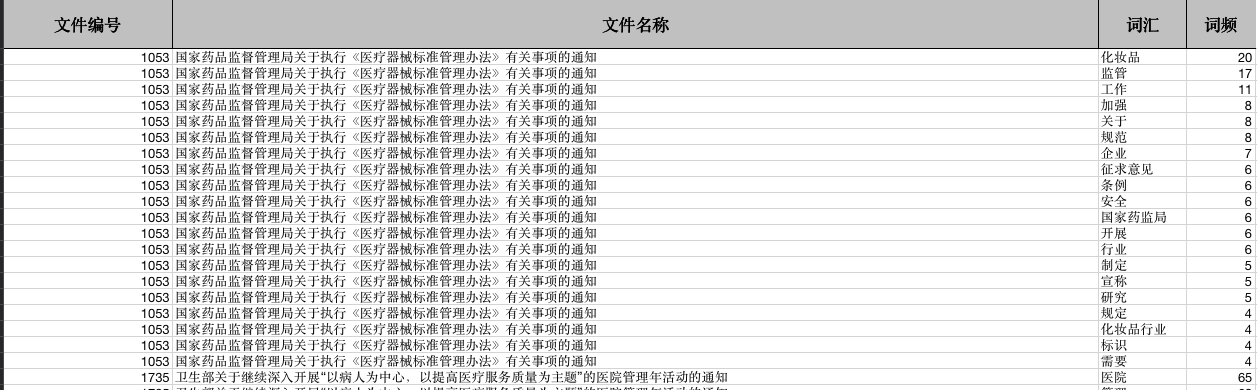 文件编号 文件名称 词汇 词频
1053 国家药品监督管理局关于执行《医疗器械标准管理办法》有关事项的通知 化妆品 20
1053 国家药品监督管理局关于执行《医疗器械标准管理办法》有关事项的通知 监管 17
1053 国家药品监督管理局关于执行《医疗器械标准管理办法》有关事项的通知 工作 11
1053 国家药品监督管理局关于执行《医疗器械标准管理办法》有关事项的通知 加强 8
1053 国家药品监督管理局关于执行《医疗器械标准管理办法》有关事项的通知 关于 8
1053 国家药品监督管理局关于执行《医疗器械标准管理办法》有关事项的通知 规范 8
1053 国家药品监督管理局关于执行《医疗器械标准管理办法》有关事项的通知 企业 7
1053 国家药品监督管理局关于执行《医疗器械标准管理办法》有关事项的通知 征求意见 6
1053 国家药品监督管理局关于执行《医疗器械标准管理办法》有关事项的通知 条例 6
1053 国家药品监督管理局关于执行《医疗器械标准管理办法》有关事项的通知 安全 6
1053 国家药品监督管理局关于执行《医疗器械标准管理办法》有关事项的通知 国家药监局 6
1053 国家药品监督管理局关于执行《医疗器械标准管理办法》有关事项的通知 开展 6
1053 国家药品监督管理局关于执行《医疗器械标准管理办法》有关事项的通知 行业 6
1053 国家药品监督管理局关于执行《医疗器械标准管理办法》有关事项的通知 制定 5
1053 国家药品监督管理局关于执行《医疗器械标准管理办法》有关事项的通知 宣称 5
1053 国家药品监督管理局关于执行《医疗器械标准管理办法》有关事项的通知 研究 5
1053 国家药品监督管理局关于执行《医疗器械标准管理办法》有关事项的通知 规定 4
1053 国家药品监督管理局关于执行《医疗器械标准管理办法》有关事项的通知 化妆品行业 4
1053 国家药品监督管理局关于执行《医疗器械标准管理办法》有关事项的通知 标识 4
1053 国家药品监督管理局关于执行《医疗器械标准管理办法》有关事项的通知 需要 4
1735 卫生部关于继续深入开展“以病人为中心，以提高医疗服务质量为主题”的医院管理年活动的通知 医院 65